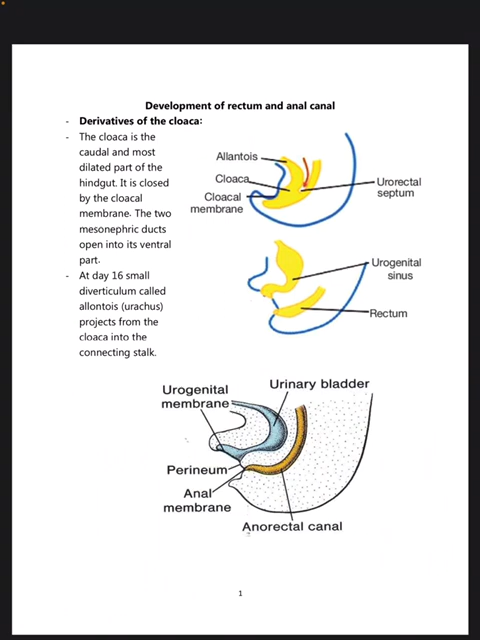 Development of rectum and anal canal
- Derivatives of the cloaca:
- The cloaca is the
caudal and most
dilated part of the
hindgut. It is closed
by the cloacal
membrane. The two
mesonephric ducts
open into its ventral
part.
- At day 16 small
diverticulum called
allontois (urachus)
projects from the
cloaca into the
connecting stalk.
Allantois
Cloaca
Cloacal
membrane
Urorectal
septum
Urogenital
sinus
Rectum
Urogenital
membrane
Urinary bladder
Perineum
Anal
membrane
Anorectal canal
1